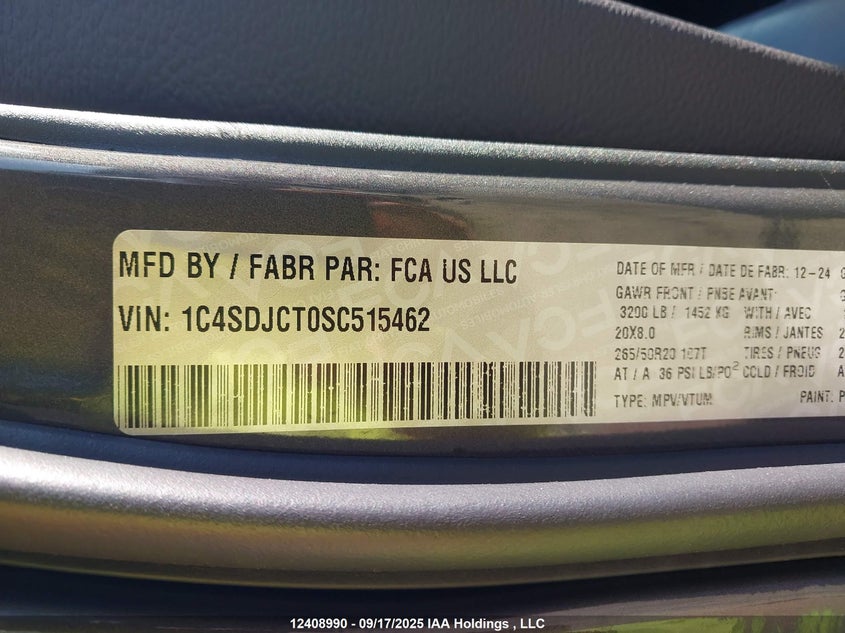 MFD BY / FABR PAR: FCA US LLC
VIN: 1C4SDJCT0SC515462
DATE OF MFR / DATE DE FABR: 12-24
GAWR FRONT / PNBE AVANT:
3200 LB / 1452 KG WITH / AVEC
20X8.0 RIMS / JANTES
265/50R20 107T TIRES / PNEUS
AT / A 36 PSI LB/PO² COLD / FROID
TYPE: MPV/VTUM PAINT: P
12408990 - 09/17/2025 IAA Holdings , LLC